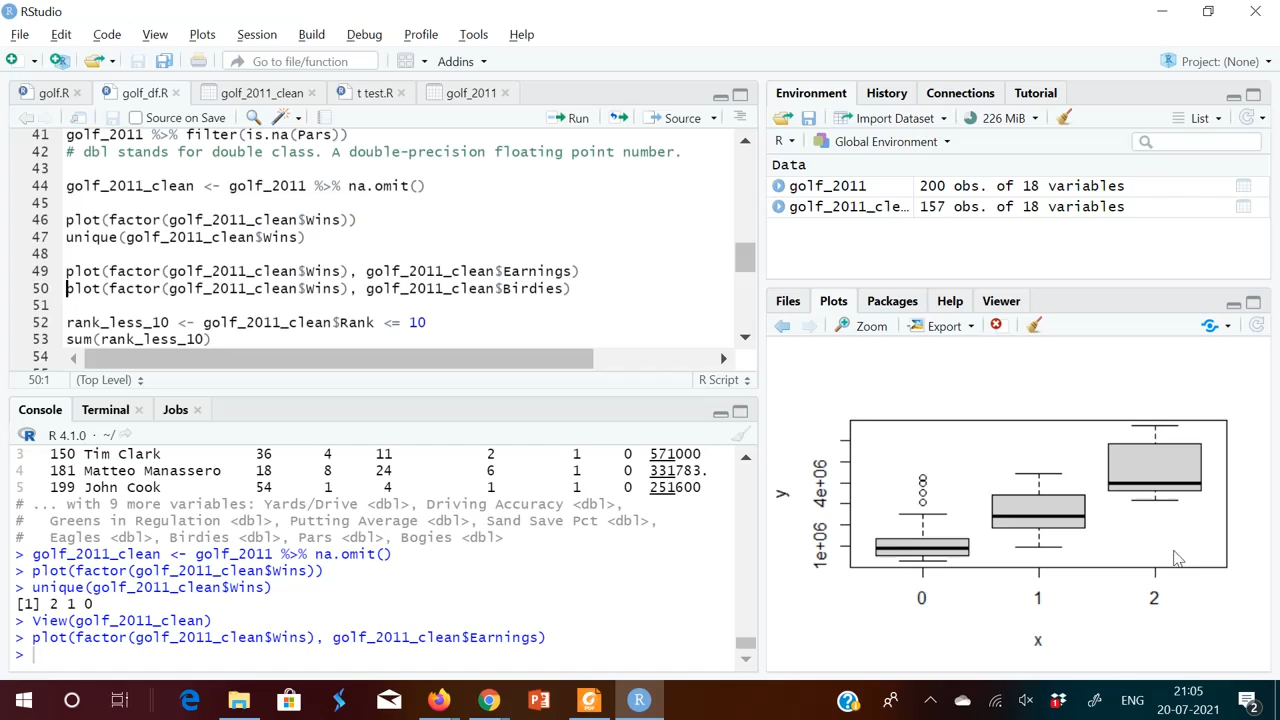 RStudio
File Edit Code View Plots Session Build Debug Profile Tools Help
Go to file/function Addins Project: (None)
golf.R golf_df.R golf_2011_clean t test.R golf_2011
Source on Save Run Source
41 golf_2011 %>% filter(is.na(Pars))
42 # dbl stands for double class. A double-precision floating point number.
43
44 golf_2011_clean <- golf_2011 %>% na.omit()
45
46 plot(factor(golf_2011_clean$Wins))
47 unique(golf_2011_clean$Wins)
48
49 plot(factor(golf_2011_clean$Wins), golf_2011_clean$Earnings)
50 plot(factor(golf_2011_clean$Wins), golf_2011_clean$Birdies)
51
52 rank_less_10 <- golf_2011_clean$Rank <= 10
53 sum(rank_less_10)
54
50:1 (Top Level) R Script
Console Terminal Jobs
R 4.1.0 · ~/
3 150 Tim Clark 36 4 11 2 1 0 571000
4 181 Matteo Manassero 18 8 24 6 1 0 331783.
5 199 John Cook 54 1 4 1 1 0 251600
# ... with 9 more variables: Yards/Drive <dbl>, Driving Accuracy <dbl>,
# Greens in Regulation <dbl>, Putting Average <dbl>, Sand Save Pct <dbl>,
# Eagles <dbl>, Birdies <dbl>, Pars <dbl>, Bogies <dbl>
> golf_2011_clean <- golf_2011 %>% na.omit()
> plot(factor(golf_2011_clean$Wins))
> unique(golf_2011_clean$Wins)
[1] 2 1 0
> View(golf_2011_clean)
> plot(factor(golf_2011_clean$Wins), golf_2011_clean$Earnings)
>
Environment History Connections Tutorial
Import Dataset 226 MiB List
R Global Environment
Data
golf_2011 200 obs. of 18 variables
golf_2011_cle… 157 obs. of 18 variables
Files Plots Packages Help Viewer
Zoom Export
y
4e+06
1e+06
0 1 2
x
ENG
21:05
20-07-2021
2